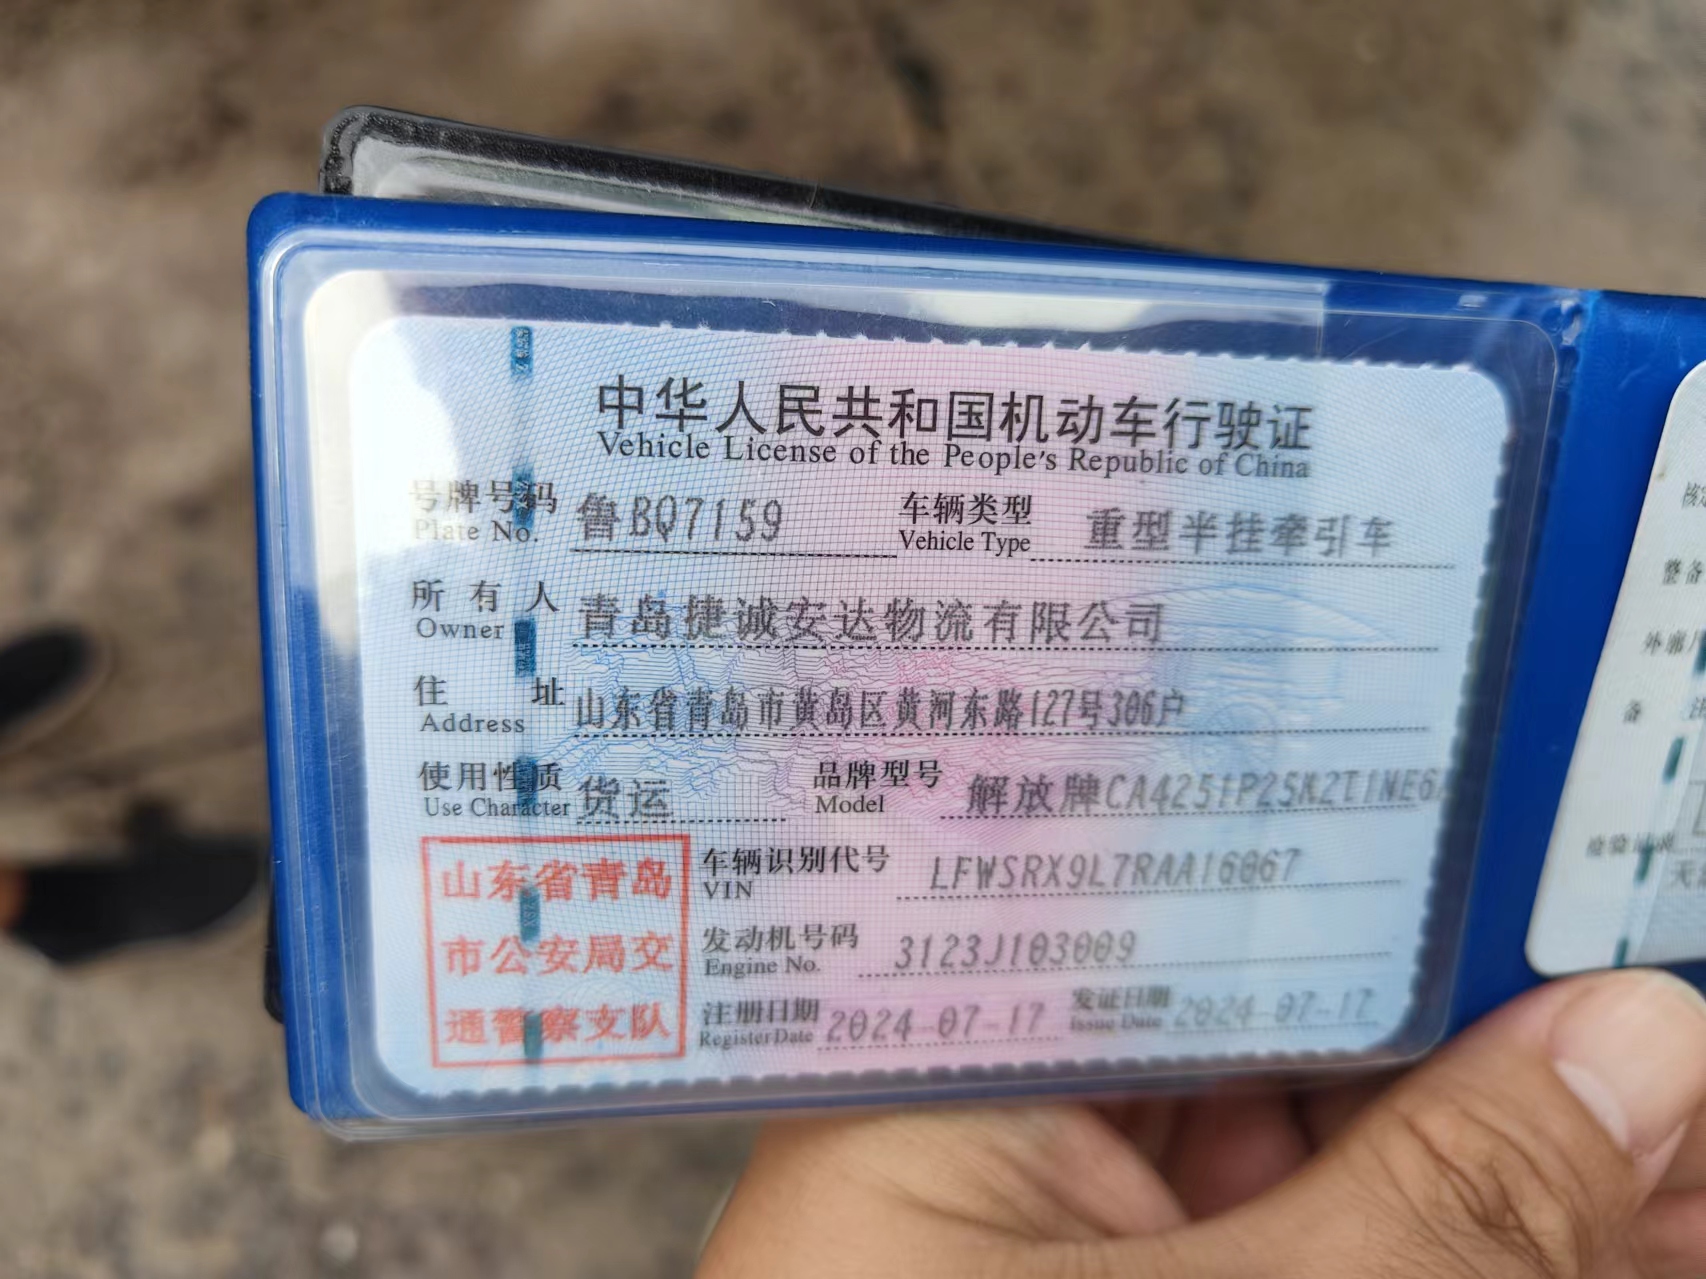 中华人民共和国机动车行驶证
Vehicle License of the People's Republic of China
号牌号码 鲁BQ7159 车辆类型 重型半挂牵引车
Plate No. Vehicle Type
所有人 青岛捷诚安达物流有限公司
Owner
住址 山东省青岛市黄岛区黄河东路127号306户
Address
使用性质 货运 品牌型号 解放牌CA4251P25K2T1NE6
Use Character Model
山东省青岛
市公安局交
通警察支队
车辆识别代号 LFWSRX9L7RAA16067
VIN
发动机号码 3123J103009
Engine No.
注册日期 2024-07-17 发证日期 2024-07-17
Register Date Issue Date
整备
外廓
备